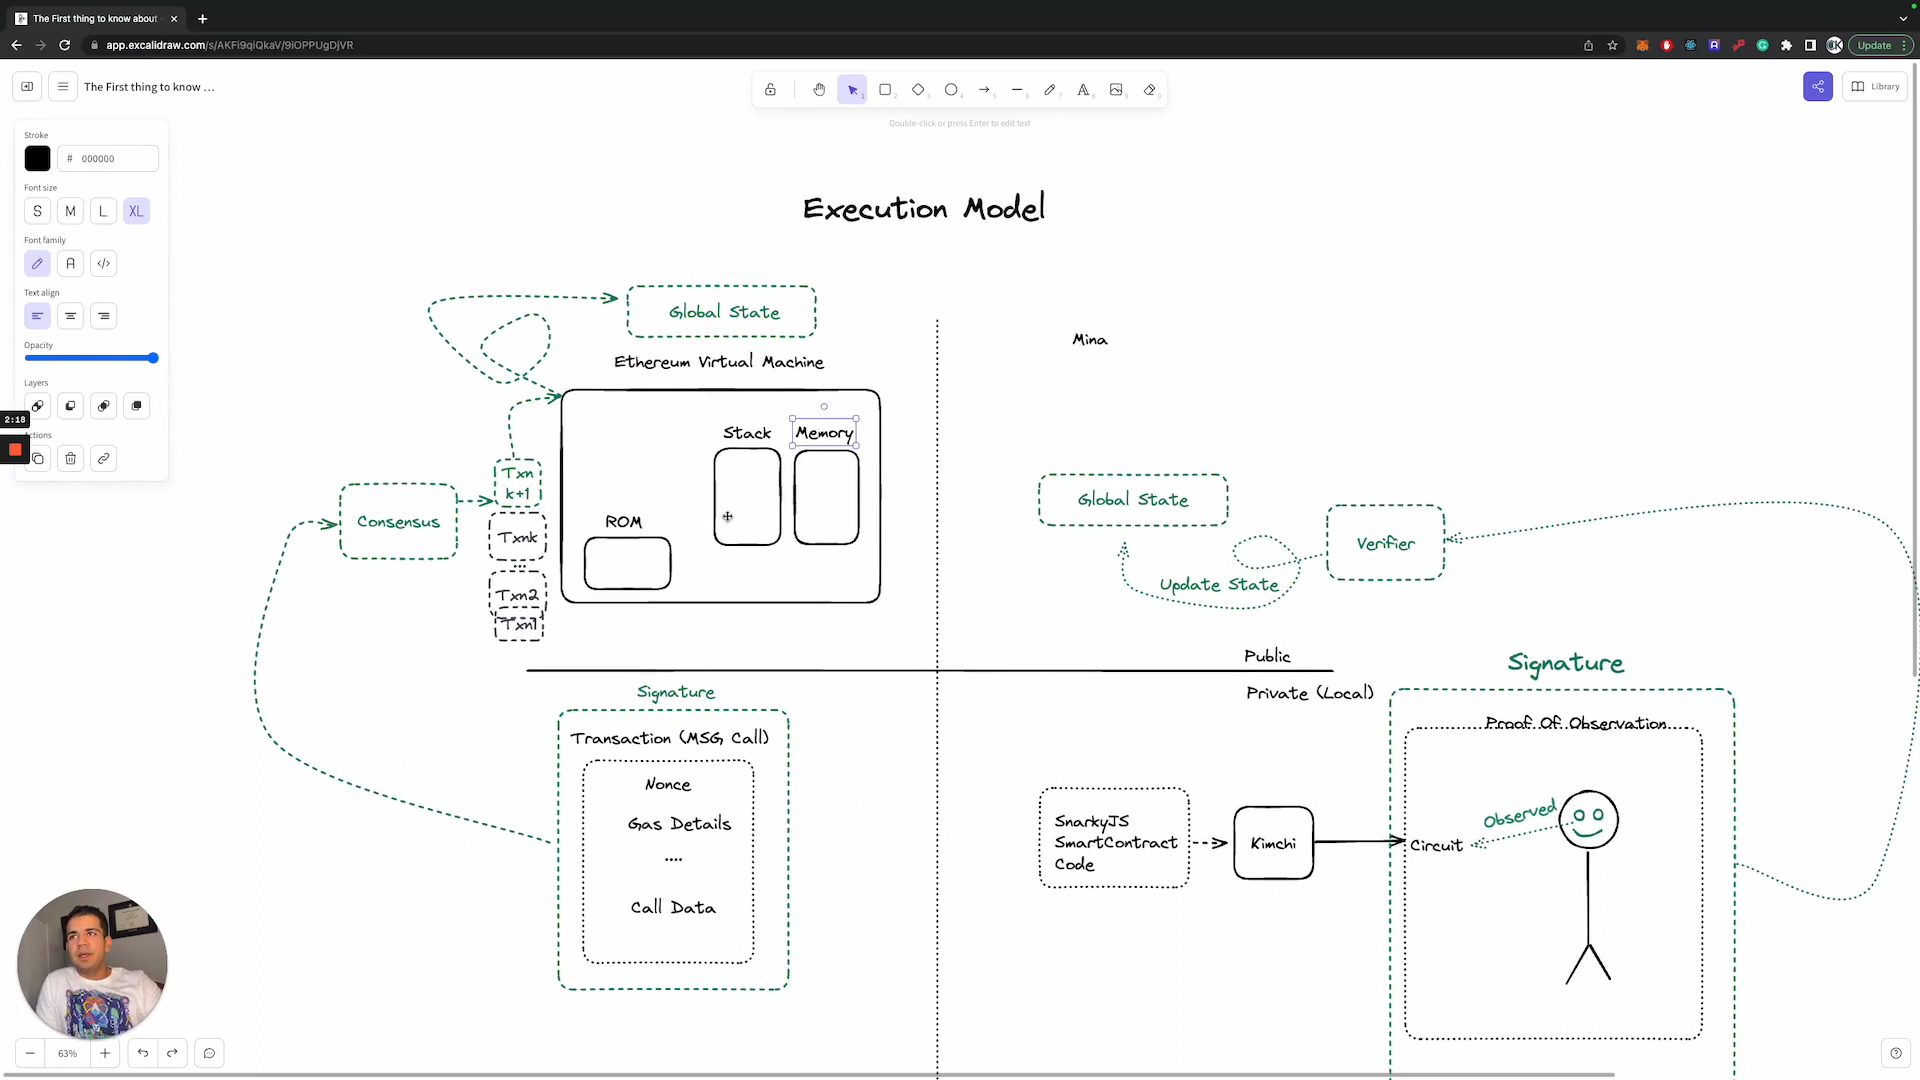 The First thing to know about
app.excalidraw.com/s/AKFi9qiQkaV/9iOPPUgDjVR
Update
The First thing to know ...
Library
Double-click or press Enter to edit text
Stroke
# 000000
Font size
S M L XL
Font family
Text align
Opacity
Layers
2:18
Actions
Execution Model
Global State
Ethereum Virtual Machine
Mina
Stack
Memory
Txn
k+1
Consensus
ROM
Txnk
...
Txn2
Txn1
Global State
Verifier
Update State
Public
Private (Local)
Signature
Transaction (MSG, Call)
Nonce
Gas Details
....
Call Data
Signature
Proof Of Observation
SnarkyJS
SmartContract
Code
Kimchi
Circuit
Observed
63%